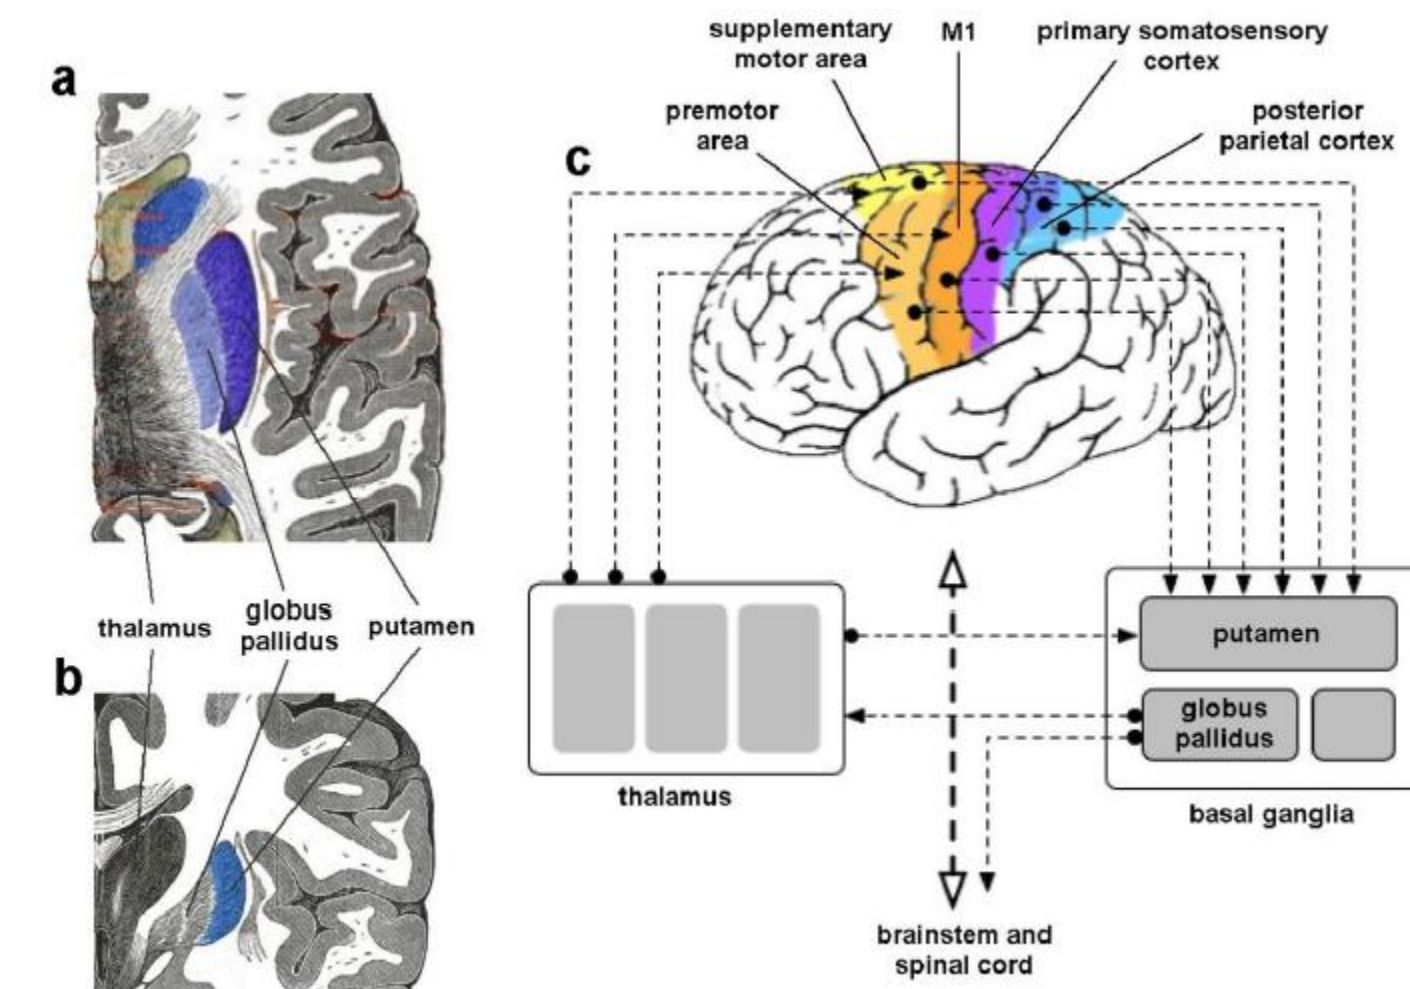 a
thalamus
globus
pallidus
putamen
b
c
supplementary
motor area
M1
primary somatosensory
cortex
premotor
area
posterior
parietal cortex
putamen
globus
pallidus
thalamus
basal ganglia
brainstem and
spinal cord